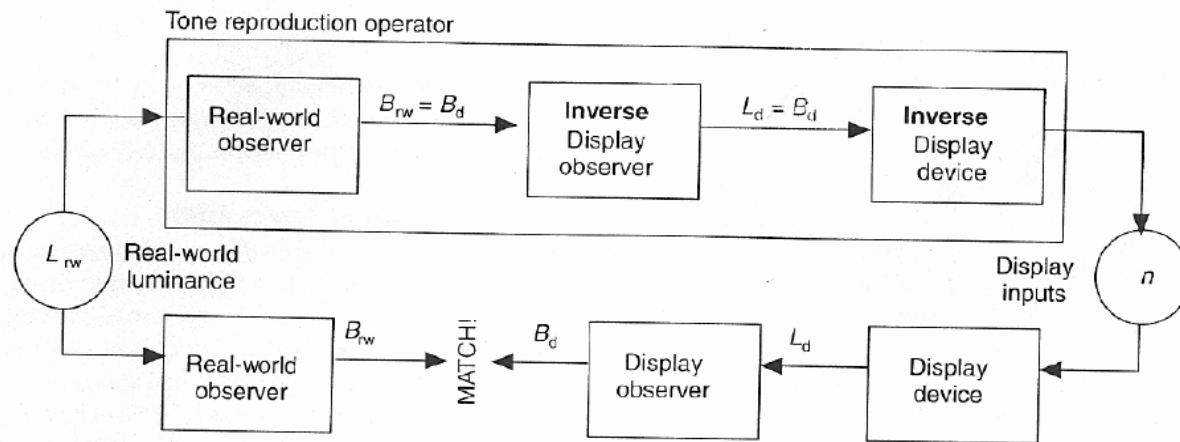 Tone reproduction operator
Real-world
observer
B_rw = B_d
Inverse
Display
observer
L_d = B_d
Inverse
Display
device
L_rw
Real-world
luminance
Display
inputs
n
Real-world
observer
B_rw
MATCH!
B_d
Display
observer
L_d
Display
device